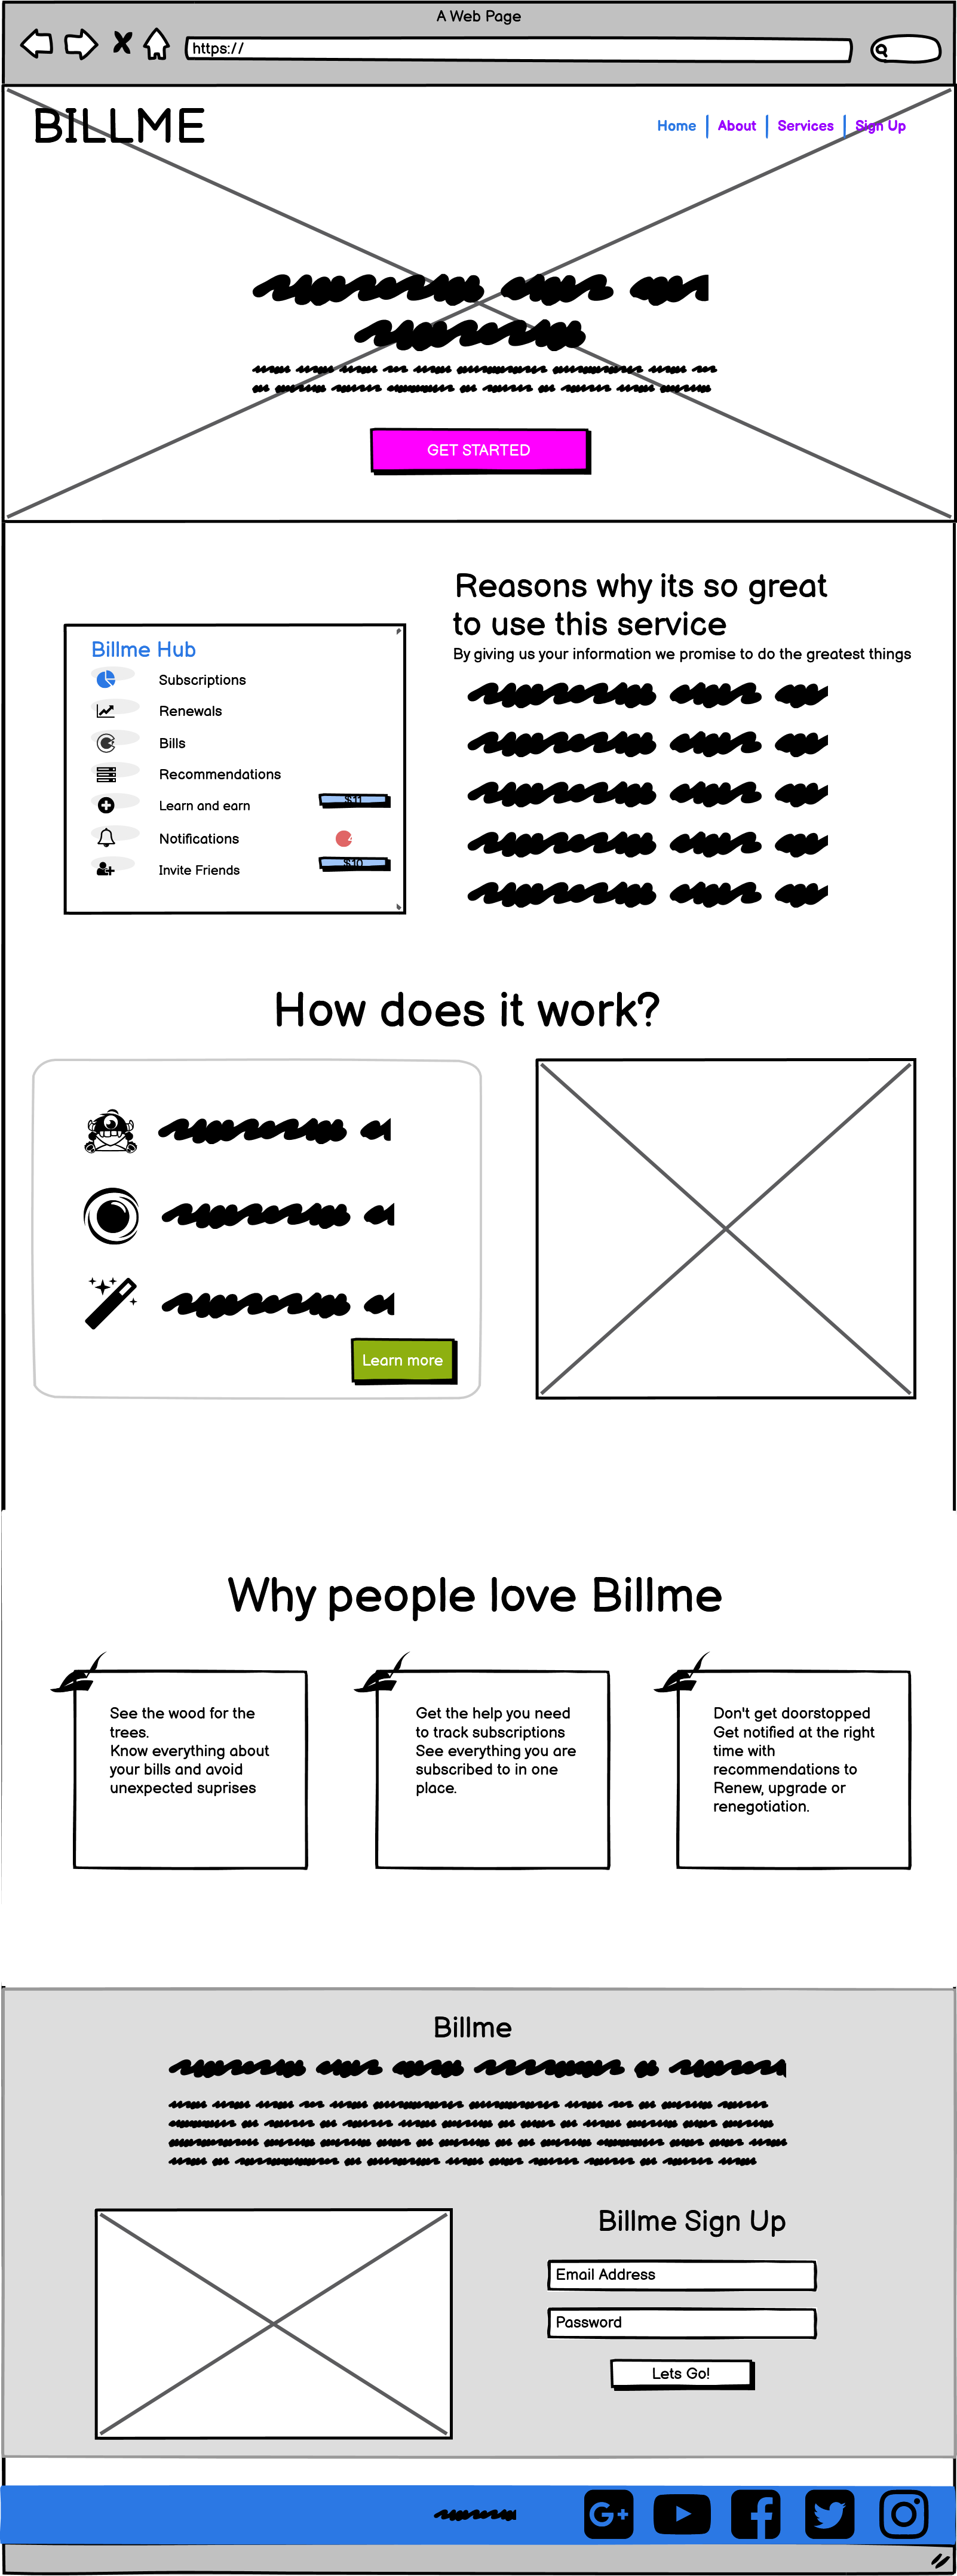 A Web Page
https://
BILLME
Home About Services Sign Up
GET STARTED
Reasons why its so great
to use this service
By giving us your information we promise to do the greatest things
Billme Hub
Subscriptions
Renewals
Bills
Recommendations
Learn and earn $11
Notifications
Invite Friends $10
How does it work?
Learn more
Why people love Billme
See the wood for the
trees.
Know everything about
your bills and avoid
unexpected suprises
Get the help you need
to track subscriptions
See everything you are
subscribed to in one
place.
Don't get doorstopped
Get notified at the right
time with
recommendations to
Renew, upgrade or
renegotiation.
Billme
Billme Sign Up
Email Address
Password
Lets Go!